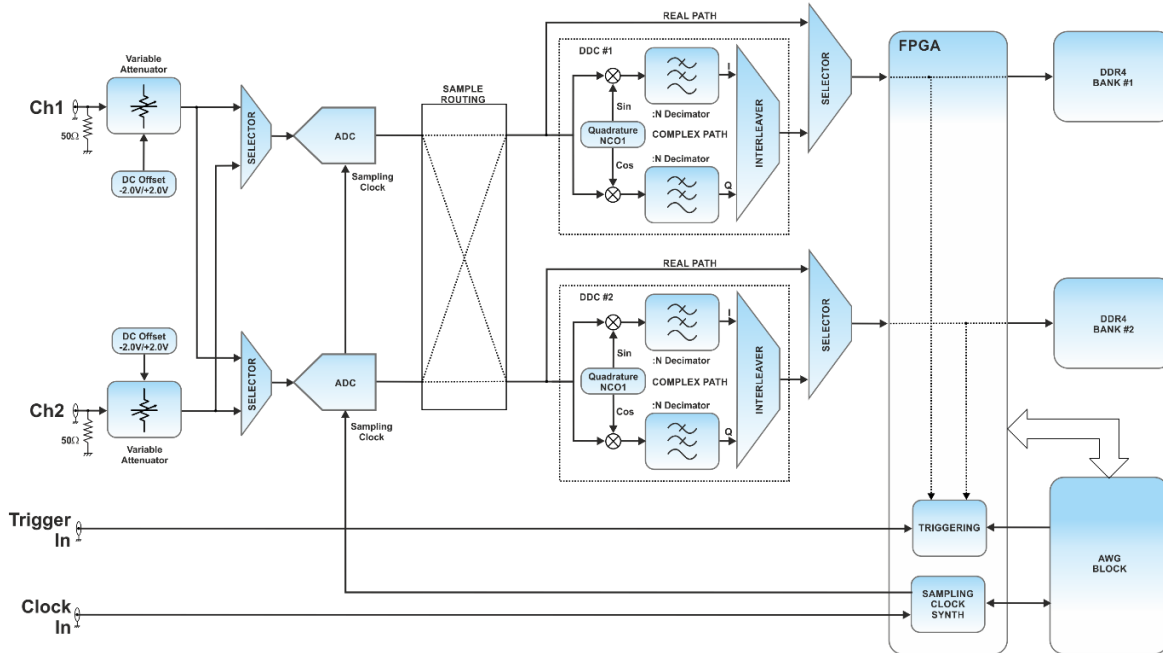 Variable
Attenuator
Ch1
50Ω
DC Offset
-2.0V/+2.0V
SELECTOR
ADC
Sampling
Clock
SAMPLE
ROUTING
REAL PATH
DDC #1
I
Sin
:N Decimator
Quadrature
NCO1
COMPLEX PATH
Cos
:N Decimator
Q
INTERLEAVER
SELECTOR
FPGA
DDR4
BANK #1
DC Offset
-2.0V/+2.0V
Ch2
50Ω
Variable
Attenuator
SELECTOR
ADC
Sampling
Clock
REAL PATH
DDC #2
I
Sin
:N Decimator
Quadrature
NCO1
COMPLEX PATH
Cos
:N Decimator
Q
INTERLEAVER
SELECTOR
DDR4
BANK #2
Trigger
In
TRIGGERING
AWG
BLOCK
Clock
In
SAMPLING
CLOCK
SYNTH